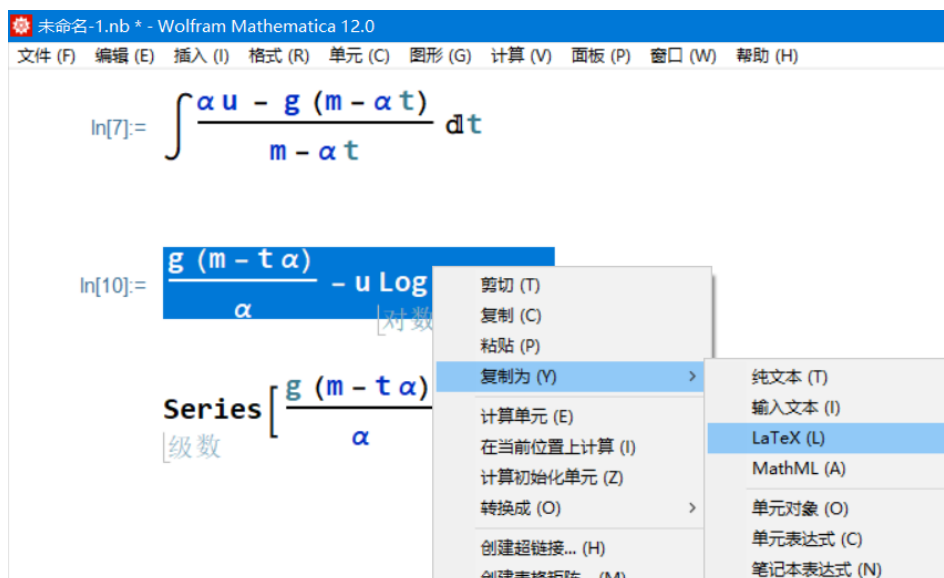 未命名-1.nb * - Wolfram Mathematica 12.0
文件 (F) 编辑 (E) 插入 (I) 格式 (R) 单元 (C) 图形 (G) 计算 (V) 面板 (P) 窗口 (W) 帮助 (H)
In[7]:= ∫ (α u - g (m - α t))/(m - α t) ⅆt
In[10]:= g (m - t α)/α - u Log
对数
Series[ g (m - t α)/α
级数
剪切 (T)
复制 (C)
粘贴 (P)
复制为 (Y) >
计算单元 (E)
在当前位置上计算 (I)
计算初始化单元 (Z)
转换成 (O) >
创建超链接... (H)
纯文本 (T)
输入文本 (I)
LaTeX (L)
MathML (A)
单元对象 (O)
单元表达式 (C)
笔记本表达式 (N)